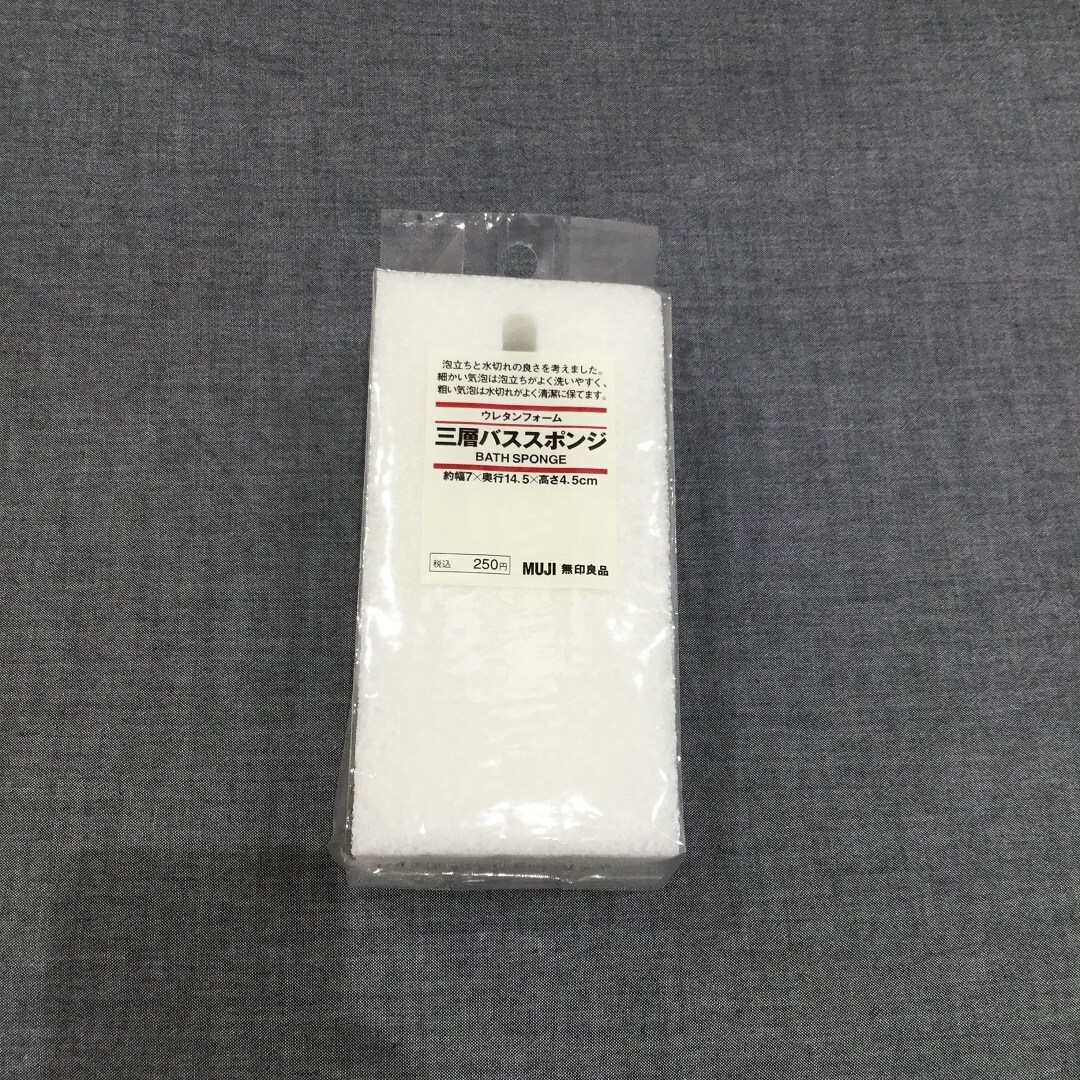 泡立ちと水切れの良さを考えました。
細かい気泡は泡立ちがよく洗いやすく、
粗い気泡は水切れがよく清潔に保てます。
ウレタンフォーム
三層バススポンジ
BATH SPONGE
約幅7×奥行14.5×高さ4.5cm
税込 250円 MUJI 無印良品